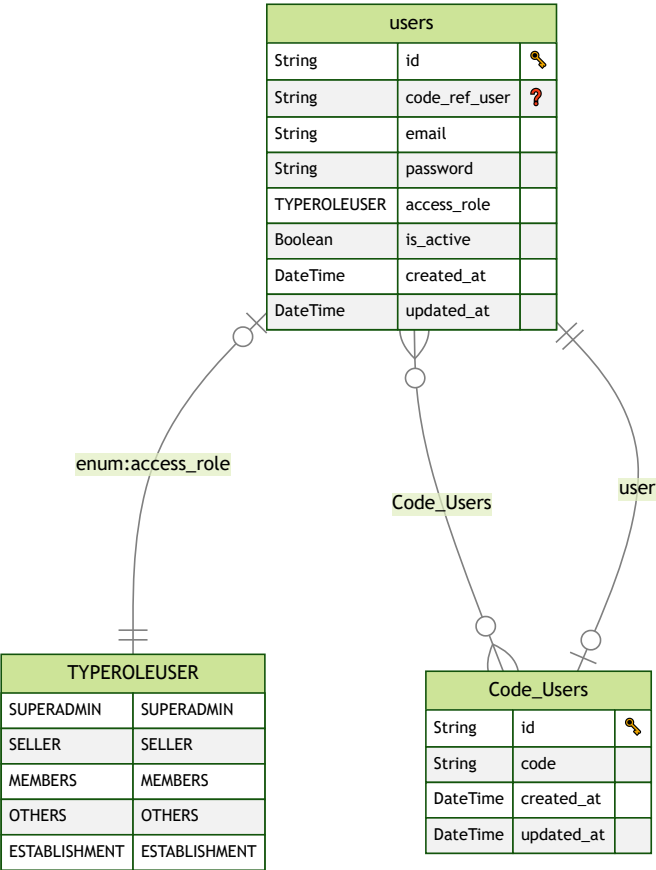 users
String id 🔑
String code_ref_user ❓
String email
String password
TYPEROLEUSER access_role
Boolean is_active
DateTime created_at
DateTime updated_at
enum:access_role
Code_Users
user
TYPEROLEUSER
SUPERADMIN SUPERADMIN
SELLER SELLER
MEMBERS MEMBERS
OTHERS OTHERS
ESTABLISHMENT ESTABLISHMENT
Code_Users
String id 🔑
String code
DateTime created_at
DateTime updated_at